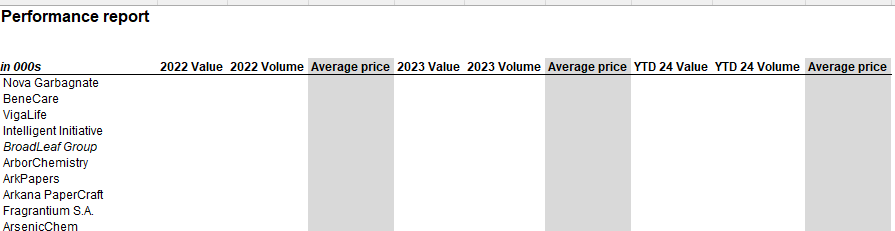 Performance report
in 000s 2022 Value 2022 Volume Average price 2023 Value 2023 Volume Average price YTD 24 Value YTD 24 Volume Average price
Nova Garbagnate
BeneCare
VigaLife
Intelligent Initiative
BroadLeaf Group
ArborChemistry
ArkPapers
Arkana PaperCraft
Fragrantium S.A.
ArsenicChem